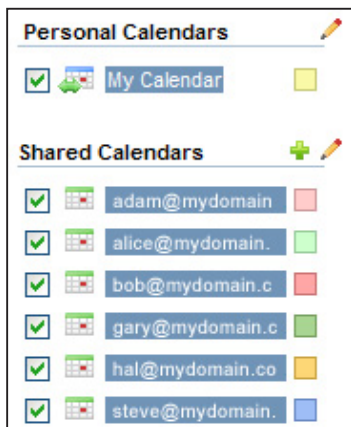 Personal Calendars
My Calendar
Shared Calendars
adam@mydomain
alice@mydomain.
bob@mydomain.c
gary@mydomain.c
hal@mydomain.co
steve@mydomain.